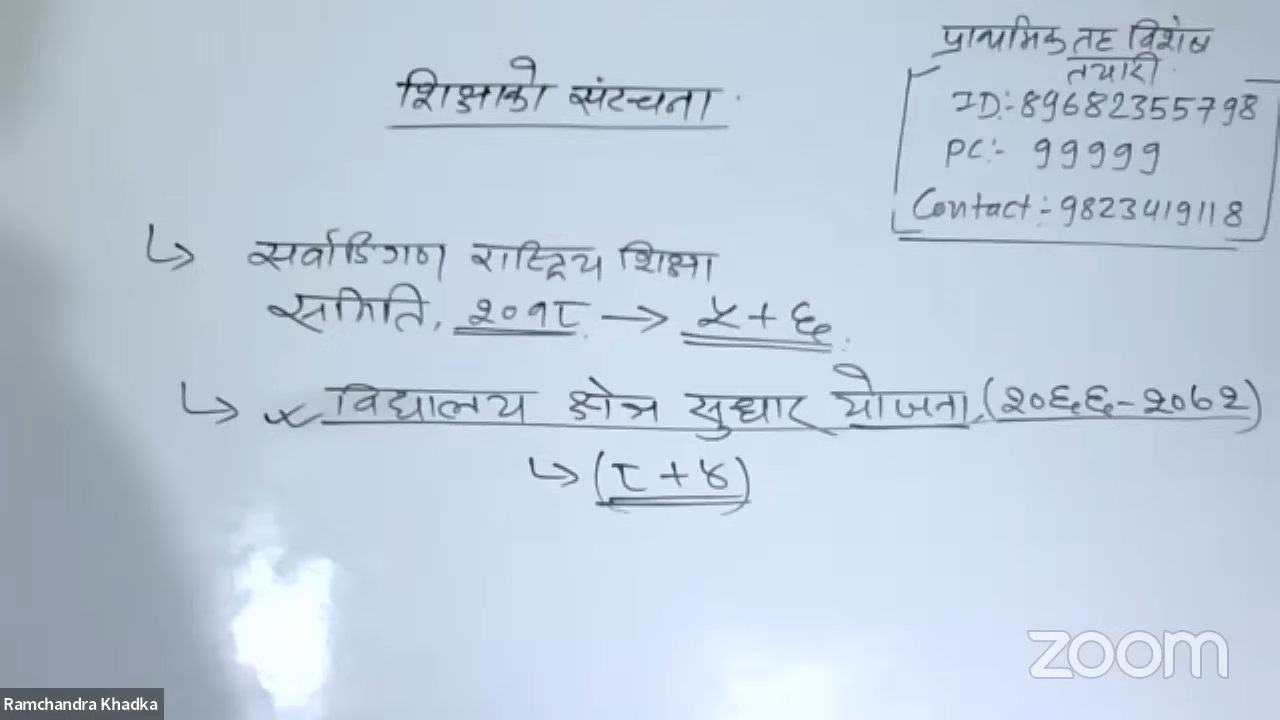 प्राथमिक तह विशेष
तयारी
ID:- 89682355798
PC:- 99999
Contact:- 9823419118
शिक्षाको संरचना
↳ सर्वाङिगण राष्ट्रिय शिक्षा
समिति, २०१८ → ५+६
↳ विद्यालय क्षेत्र सुधार योजना, (२०६६-२०७२)
↳ (८+४)
zoom
Ramchandra Khadka